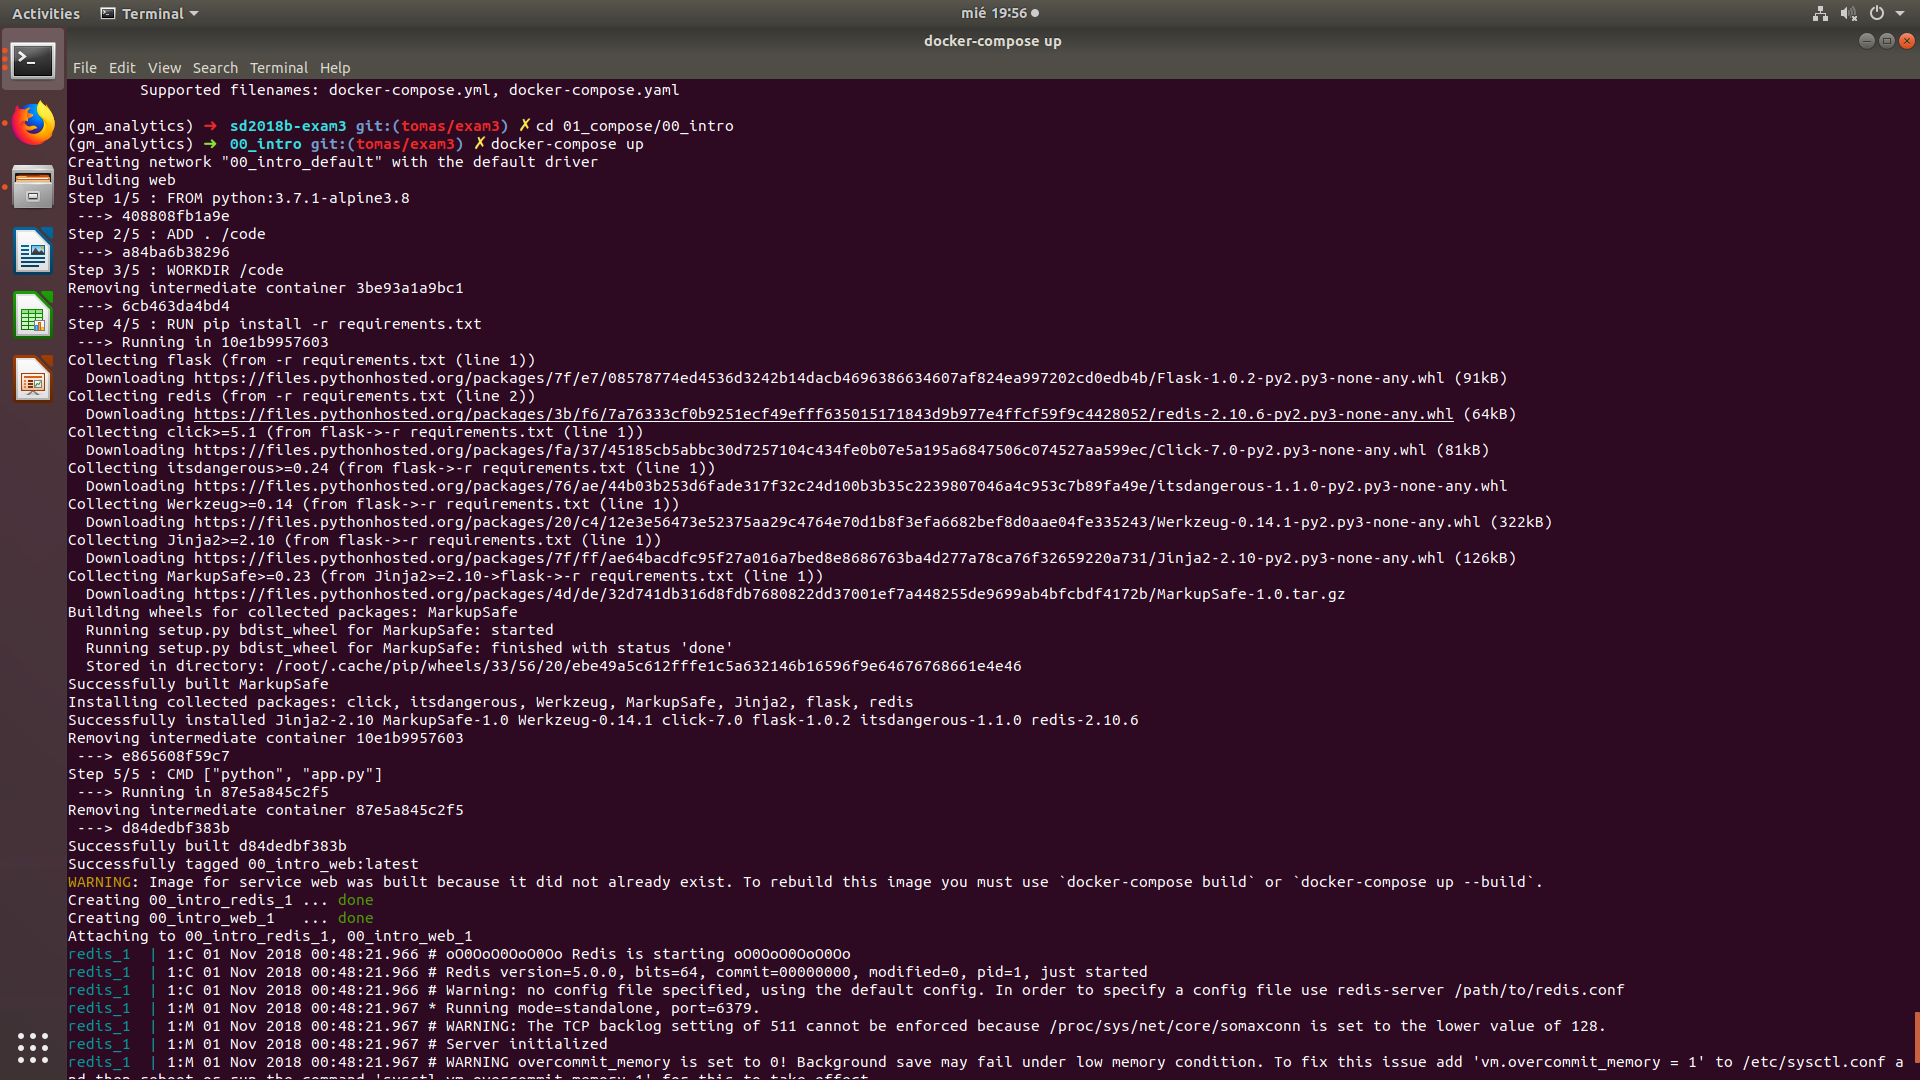 Activities
Terminal
mié 19:56
docker-compose up
File Edit View Search Terminal Help
Supported filenames: docker-compose.yml, docker-compose.yaml
(gm_analytics) ➜ sd2018b-exam3 git:(tomas/exam3) ✗ cd 01_compose/00_intro
(gm_analytics) ➜ 00_intro git:(tomas/exam3) ✗ docker-compose up
Creating network "00_intro_default" with the default driver
Building web
Step 1/5 : FROM python:3.7.1-alpine3.8
---> 408808fb1a9e
Step 2/5 : ADD . /code
---> a84ba6b38296
Step 3/5 : WORKDIR /code
Removing intermediate container 3be93a1a9bc1
---> 6cb463da4bd4
Step 4/5 : RUN pip install -r requirements.txt
---> Running in 10e1b9957603
Collecting flask (from -r requirements.txt (line 1))
Downloading https://files.pythonhosted.org/packages/7f/e7/08578774ed4536d3242b14dacb4696386634607af824ea997202cd0edb4b/Flask-1.0.2-py2.py3-none-any.whl (91kB)
Collecting redis (from -r requirements.txt (line 2))
Downloading https://files.pythonhosted.org/packages/3b/f6/7a76333cf0b9251ecf49efff635015171843d9b977e4ffcf59f9c4428052/redis-2.10.6-py2.py3-none-any.whl (64kB)
Collecting click>=5.1 (from flask->-r requirements.txt (line 1))
Downloading https://files.pythonhosted.org/packages/fa/37/45185cb5abbc30d7257104c434fe0b07e5a195a6847506c074527aa599ec/Click-7.0-py2.py3-none-any.whl (81kB)
Collecting itsdangerous>=0.24 (from flask->-r requirements.txt (line 1))
Downloading https://files.pythonhosted.org/packages/76/ae/44b03b253d6fade317f32c24d100b3b35c2239807046a4c953c7b89fa49e/itsdangerous-1.1.0-py2.py3-none-any.whl
Collecting Werkzeug>=0.14 (from flask->-r requirements.txt (line 1))
Downloading https://files.pythonhosted.org/packages/20/c4/12e3e56473e52375aa29c4764e70d1b8f3efa6682bef8d0aae04fe335243/Werkzeug-0.14.1-py2.py3-none-any.whl (322kB)
Collecting Jinja2>=2.10 (from flask->-r requirements.txt (line 1))
Downloading https://files.pythonhosted.org/packages/7f/ff/ae64bacdfc95f27a016a7bed8e8686763ba4d277a78ca76f32659220a731/Jinja2-2.10-py2.py3-none-any.whl (126kB)
Collecting MarkupSafe>=0.23 (from Jinja2>=2.10->flask->-r requirements.txt (line 1))
Downloading https://files.pythonhosted.org/packages/4d/de/32d741db316d8fdb7680822dd37001ef7a448255de9699ab4bfcbdf4172b/MarkupSafe-1.0.tar.gz
Building wheels for collected packages: MarkupSafe
Running setup.py bdist_wheel for MarkupSafe: started
Running setup.py bdist_wheel for MarkupSafe: finished with status 'done'
Stored in directory: /root/.cache/pip/wheels/33/56/20/ebe49a5c612fffe1c5a632146b16596f9e64676768661e4e46
Successfully built MarkupSafe
Installing collected packages: click, itsdangerous, Werkzeug, MarkupSafe, Jinja2, flask, redis
Successfully installed Jinja2-2.10 MarkupSafe-1.0 Werkzeug-0.14.1 click-7.0 flask-1.0.2 itsdangerous-1.1.0 redis-2.10.6
Removing intermediate container 10e1b9957603
---> e865608f59c7
Step 5/5 : CMD ["python", "app.py"]
---> Running in 87e5a845c2f5
Removing intermediate container 87e5a845c2f5
---> d84dedbf383b
Successfully built d84dedbf383b
Successfully tagged 00_intro_web:latest
WARNING: Image for service web was built because it did not already exist. To rebuild this image you must use `docker-compose build` or `docker-compose up --build`.
Creating 00_intro_redis_1 ... done
Creating 00_intro_web_1 ... done
Attaching to 00_intro_redis_1, 00_intro_web_1
redis_1 | 1:C 01 Nov 2018 00:48:21.966 # oO0OoO0OoO0Oo Redis is starting oO0OoO0OoO0Oo
redis_1 | 1:C 01 Nov 2018 00:48:21.966 # Redis version=5.0.0, bits=64, commit=00000000, modified=0, pid=1, just started
redis_1 | 1:C 01 Nov 2018 00:48:21.966 # Warning: no config file specified, using the default config. In order to specify a config file use redis-server /path/to/redis.conf
redis_1 | 1:M 01 Nov 2018 00:48:21.967 * Running mode=standalone, port=6379.
redis_1 | 1:M 01 Nov 2018 00:48:21.967 # WARNING: The TCP backlog setting of 511 cannot be enforced because /proc/sys/net/core/somaxconn is set to the lower value of 128.
redis_1 | 1:M 01 Nov 2018 00:48:21.967 # Server initialized
redis_1 | 1:M 01 Nov 2018 00:48:21.967 # WARNING overcommit_memory is set to 0! Background save may fail under low memory condition. To fix this issue add 'vm.overcommit_memory = 1' to /etc/sysctl.conf a
nd then reboot or run the command 'sysctl vm.overcommit_memory=1' for this to take effect.